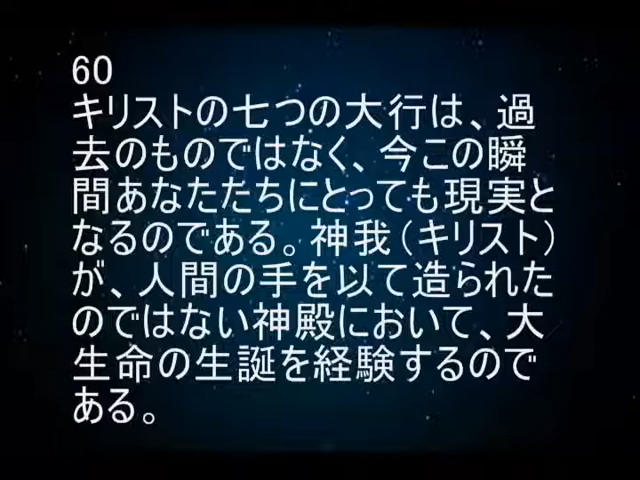 60
キリストの七つの大行は、過
去のものではなく、今この瞬
間あなたたちにとっても現実と
なるのである。神我（キリスト）
が、人間の手を以て造られた
のではない神殿において、大
生命の生誕を経験するので
ある。